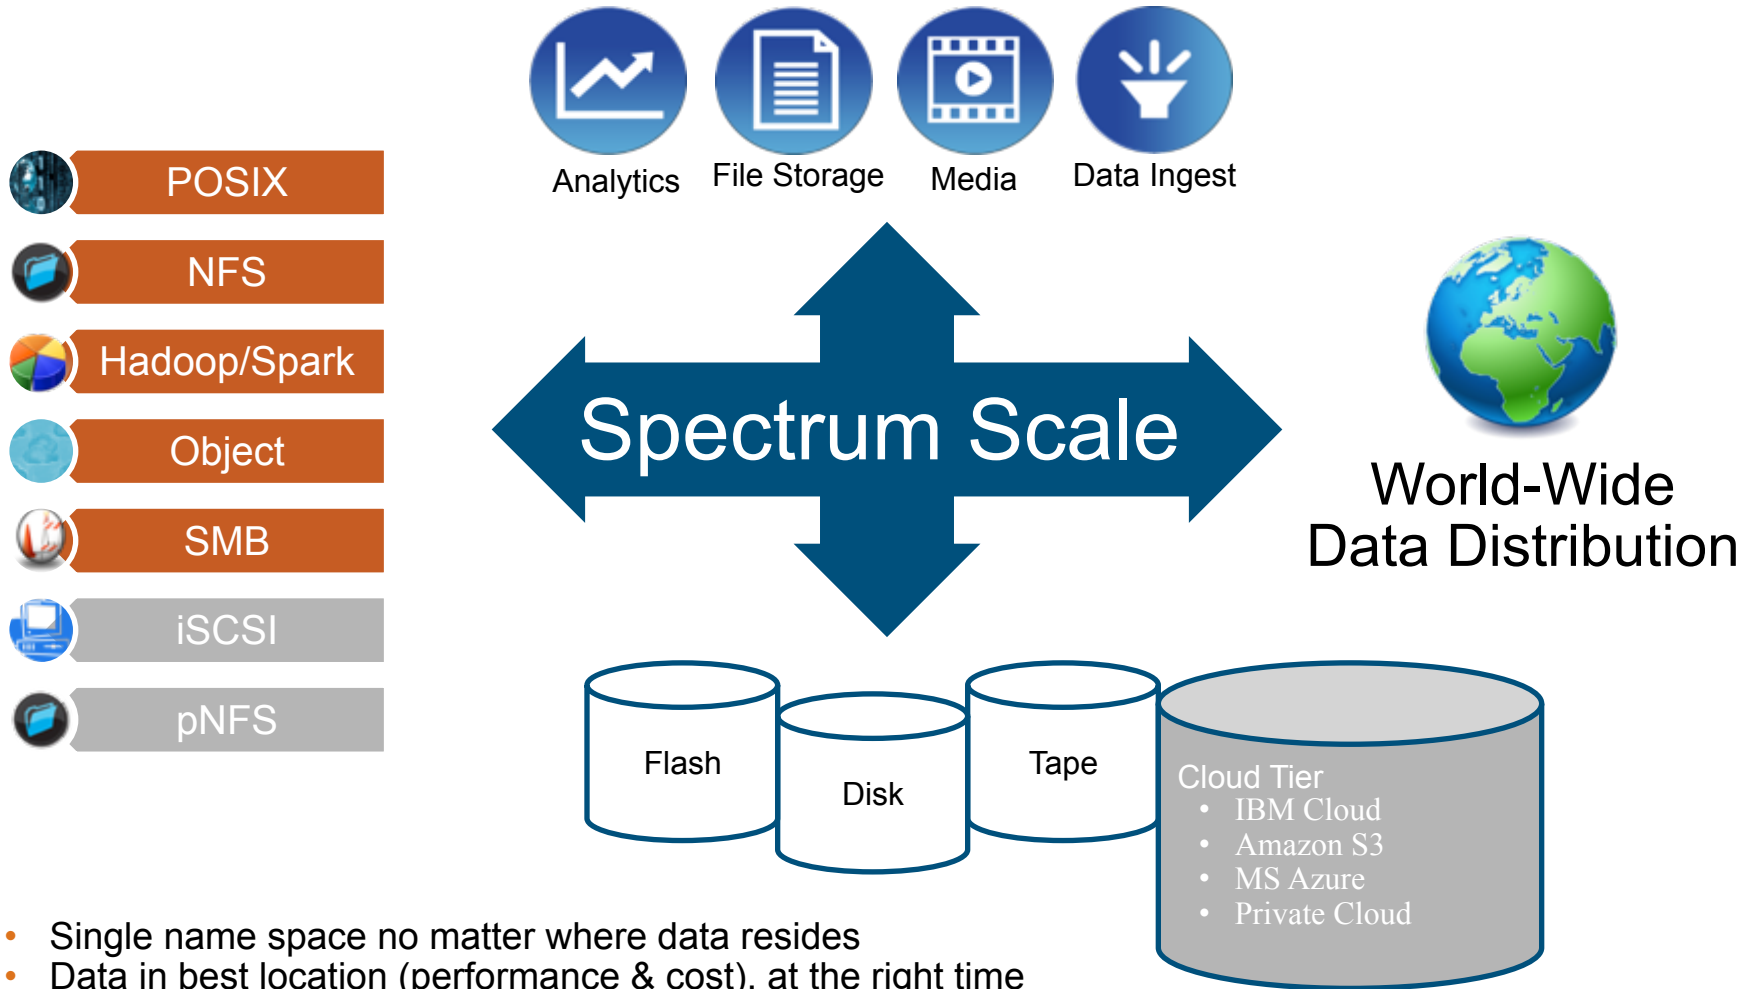 Analytics
File Storage
Media
Data Ingest
POSIX
NFS
Hadoop/Spark
Object
SMB
iSCSI
pNFS
Spectrum Scale
World-Wide
Data Distribution
Flash
Disk
Tape
Cloud Tier
• IBM Cloud
• Amazon S3
• MS Azure
• Private Cloud
• Single name space no matter where data resides
• Data in best location (performance & cost), at the right time